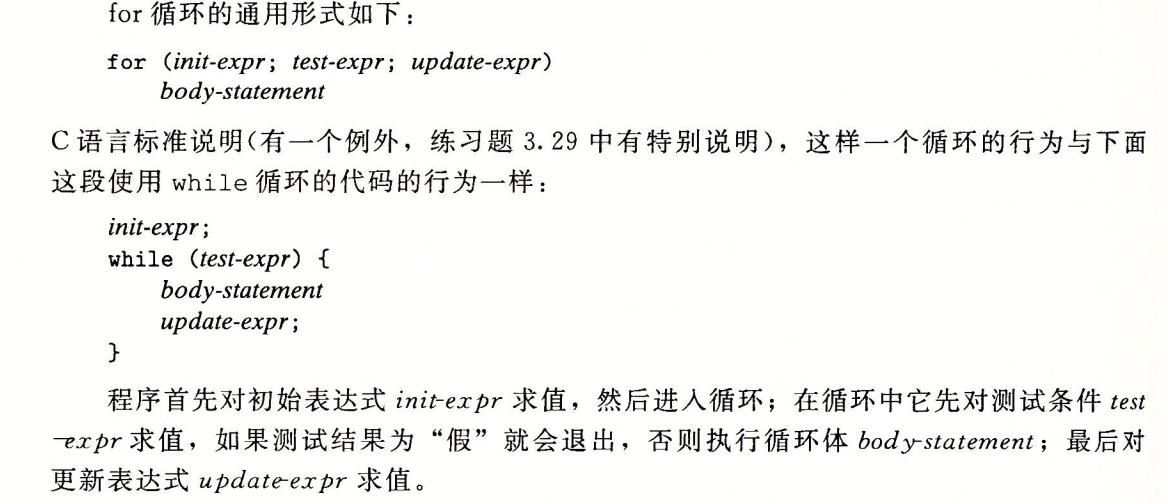 for 循环的通用形式如下：
for (init-expr; test-expr; update-expr)
body-statement
C 语言标准说明(有一个例外，练习题 3.29 中有特别说明)，这样一个循环的行为与下面
这段使用 while 循环的代码的行为一样：
init-expr;
while (test-expr) {
body-statement
update-expr;
}
程序首先对初始表达式 init-expr 求值，然后进入循环；在循环中它先对测试条件 test
-expr 求值，如果测试结果为“假”就会退出，否则执行循环体 body-statement；最后对
更新表达式 update-expr 求值。